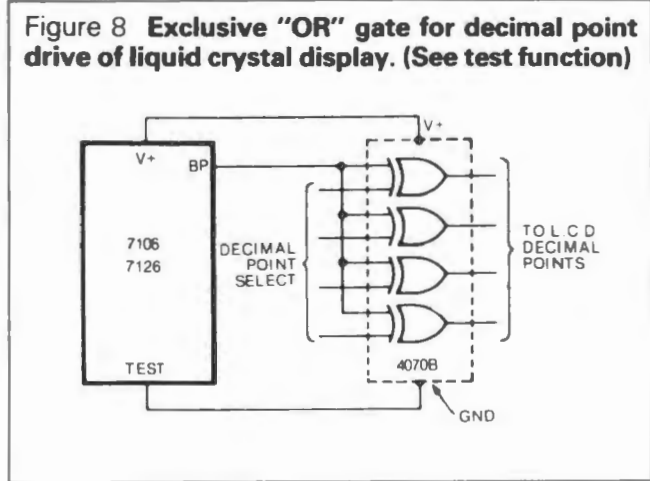 Figure 8 Exclusive "OR" gate for decimal point
drive of liquid crystal display. (See test function)
V+
V+
BP
7106
7126
DECIMAL
POINT
SELECT
TO L.C D
DECIMAL
POINTS
TEST
4070B
GND